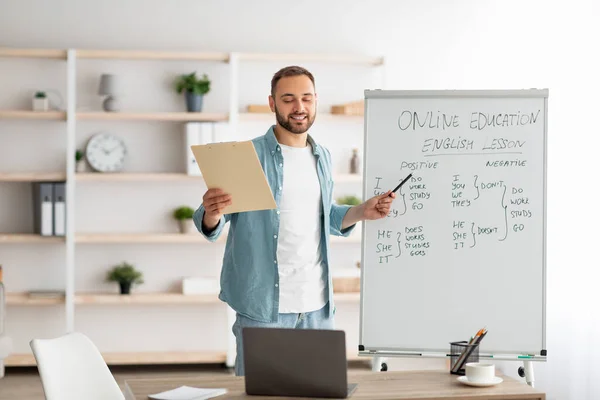 ONLINE EDUCATION
ENGLISH LESSON
POSITIVE NEGATIVE
I DO I DO
YOU WORK YOU DON'T WORK
WE STUDY WE STUDY
THEY GO THEY GO
HE DOES HE
SHE WORKS SHE DOESN'T
IT STUDIES IT
GOES